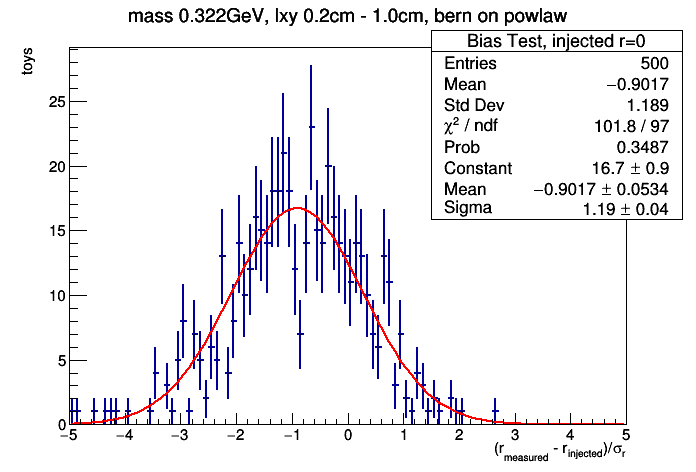 mass 0.322GeV, lxy 0.2cm - 1.0cm, bern on powlaw
Bias Test, injected r=0
Entries 500
Mean −0.9017
Std Dev 1.189
χ² / ndf 101.8 / 97
Prob 0.3487
Constant 16.7 ± 0.9
Mean −0.9017 ± 0.0534
Sigma 1.19 ± 0.04
toys
25
20
15
10
5
0
−5 −4 −3 −2 −1 0 1 2 3 4 5
(r_measured - r_injected)/σ_r